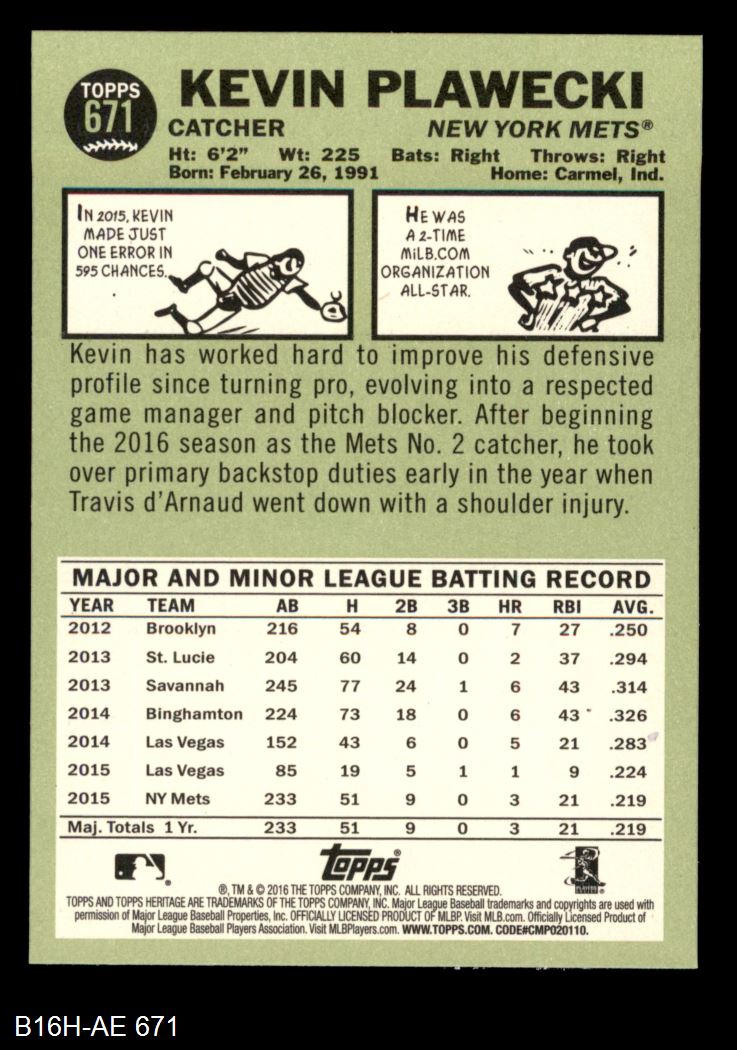 TOPPS
671
KEVIN PLAWECKI
CATCHER NEW YORK METS®
Ht: 6'2" Wt: 225 Bats: Right Throws: Right
Born: February 26, 1991 Home: Carmel, Ind.
IN 2015, KEVIN
MADE JUST
ONE ERROR IN
595 CHANCES.
HE WAS
A 2-TIME
MiLB.COM
ORGANIZATION
ALL-STAR.
Kevin has worked hard to improve his defensive
profile since turning pro, evolving into a respected
game manager and pitch blocker. After beginning
the 2016 season as the Mets No. 2 catcher, he took
over primary backstop duties early in the year when
Travis d'Arnaud went down with a shoulder injury.
MAJOR AND MINOR LEAGUE BATTING RECORD
YEAR TEAM AB H 2B 3B HR RBI AVG.
2012 Brooklyn 216 54 8 0 7 27 .250
2013 St. Lucie 204 60 14 0 2 37 .294
2013 Savannah 245 77 24 1 6 43 .314
2014 Binghamton 224 73 18 0 6 43 .326
2014 Las Vegas 152 43 6 0 5 21 .283
2015 Las Vegas 85 19 5 1 1 9 .224
2015 NY Mets 233 51 9 0 3 21 .219
Maj. Totals 1 Yr. 233 51 9 0 3 21 .219
Topps®
®, TM & © 2016 THE TOPPS COMPANY, INC. ALL RIGHTS RESERVED.
TOPPS AND TOPPS HERITAGE ARE TRADEMARKS OF THE TOPPS COMPANY, INC. Major League Baseball trademarks and copyrights are used with
permission of Major League Baseball Properties, Inc. OFFICIALLY LICENSED PRODUCT OF MLBP. Visit MLB.com. Officially Licensed Product of
Major League Baseball Players Association. Visit MLBPlayers.com. WWW.TOPPS.COM. CODE#CMP020110.
B16H-AE 671